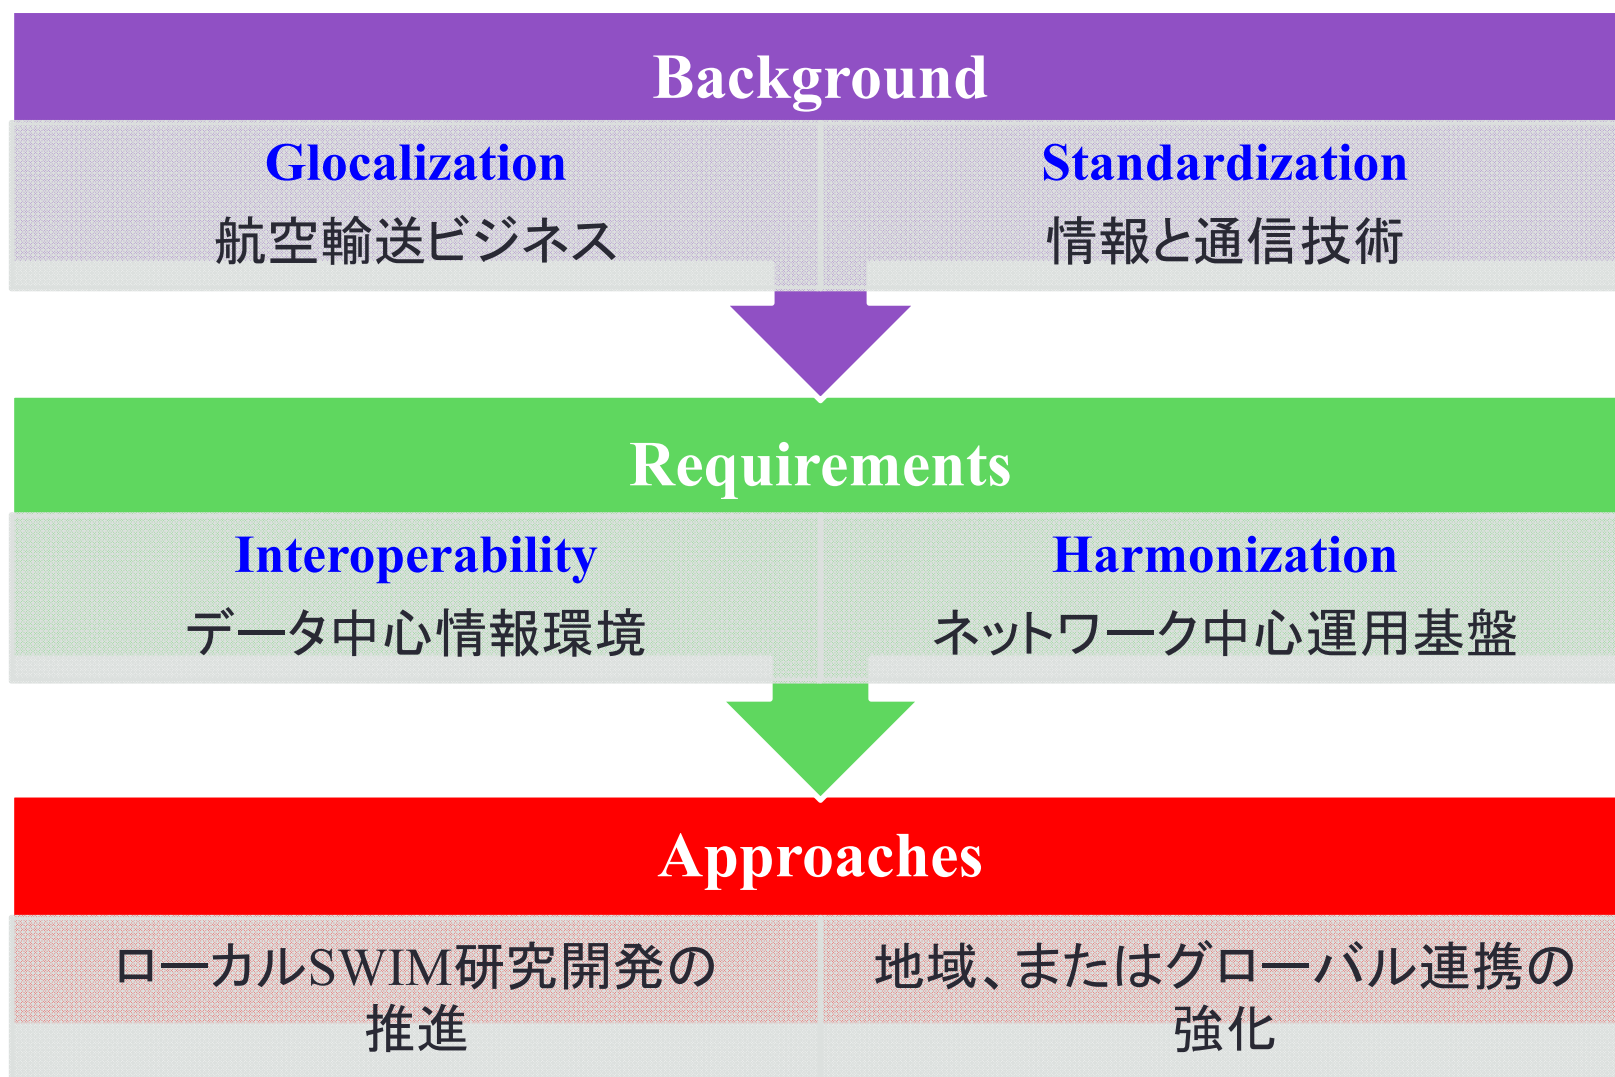 Background
Glocalization
航空輸送ビジネス
Standardization
情報と通信技術
Requirements
Interoperability
データ中心情報環境
Harmonization
ネットワーク中心運用基盤
Approaches
ローカルSWIM研究開発の
推進
地域、またはグローバル連携の
強化